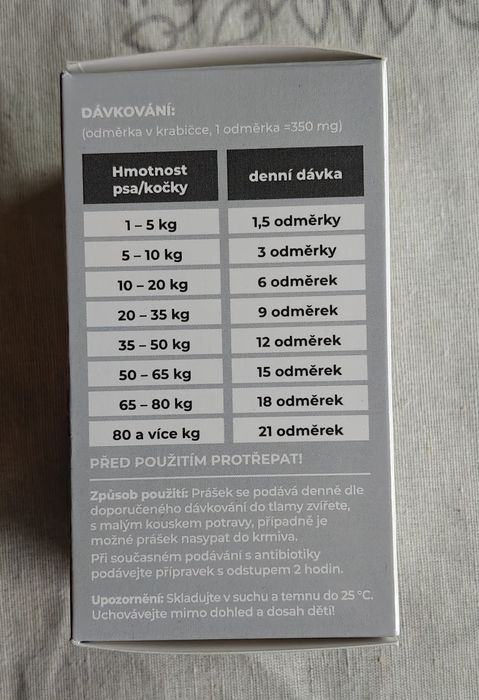 DÁVKOVÁNÍ:
(odměrka v krabičce, 1 odměrka =350 mg)
Hmotnost psa/kočky denní dávka
1 – 5 kg 1,5 odměrky
5 – 10 kg 3 odměrky
10 – 20 kg 6 odměrek
20 – 35 kg 9 odměrek
35 – 50 kg 12 odměrek
50 – 65 kg 15 odměrek
65 – 80 kg 18 odměrek
80 a více kg 21 odměrek
PŘED POUŽITÍM PROTŘEPAT!
Způsob použití: Prášek se podává denně dle
doporučeného dávkování do tlamy zvířete,
s malým kouskem potravy, případně je
možné prášek nasypat do krmiva.
Při současném podávání s antibiotiky
podávejte přípravek s odstupem 2 hodin.
Upozornění: Skladujte v suchu a temnu do 25 °C.
Uchovávejte mimo dohled a dosah dětí!